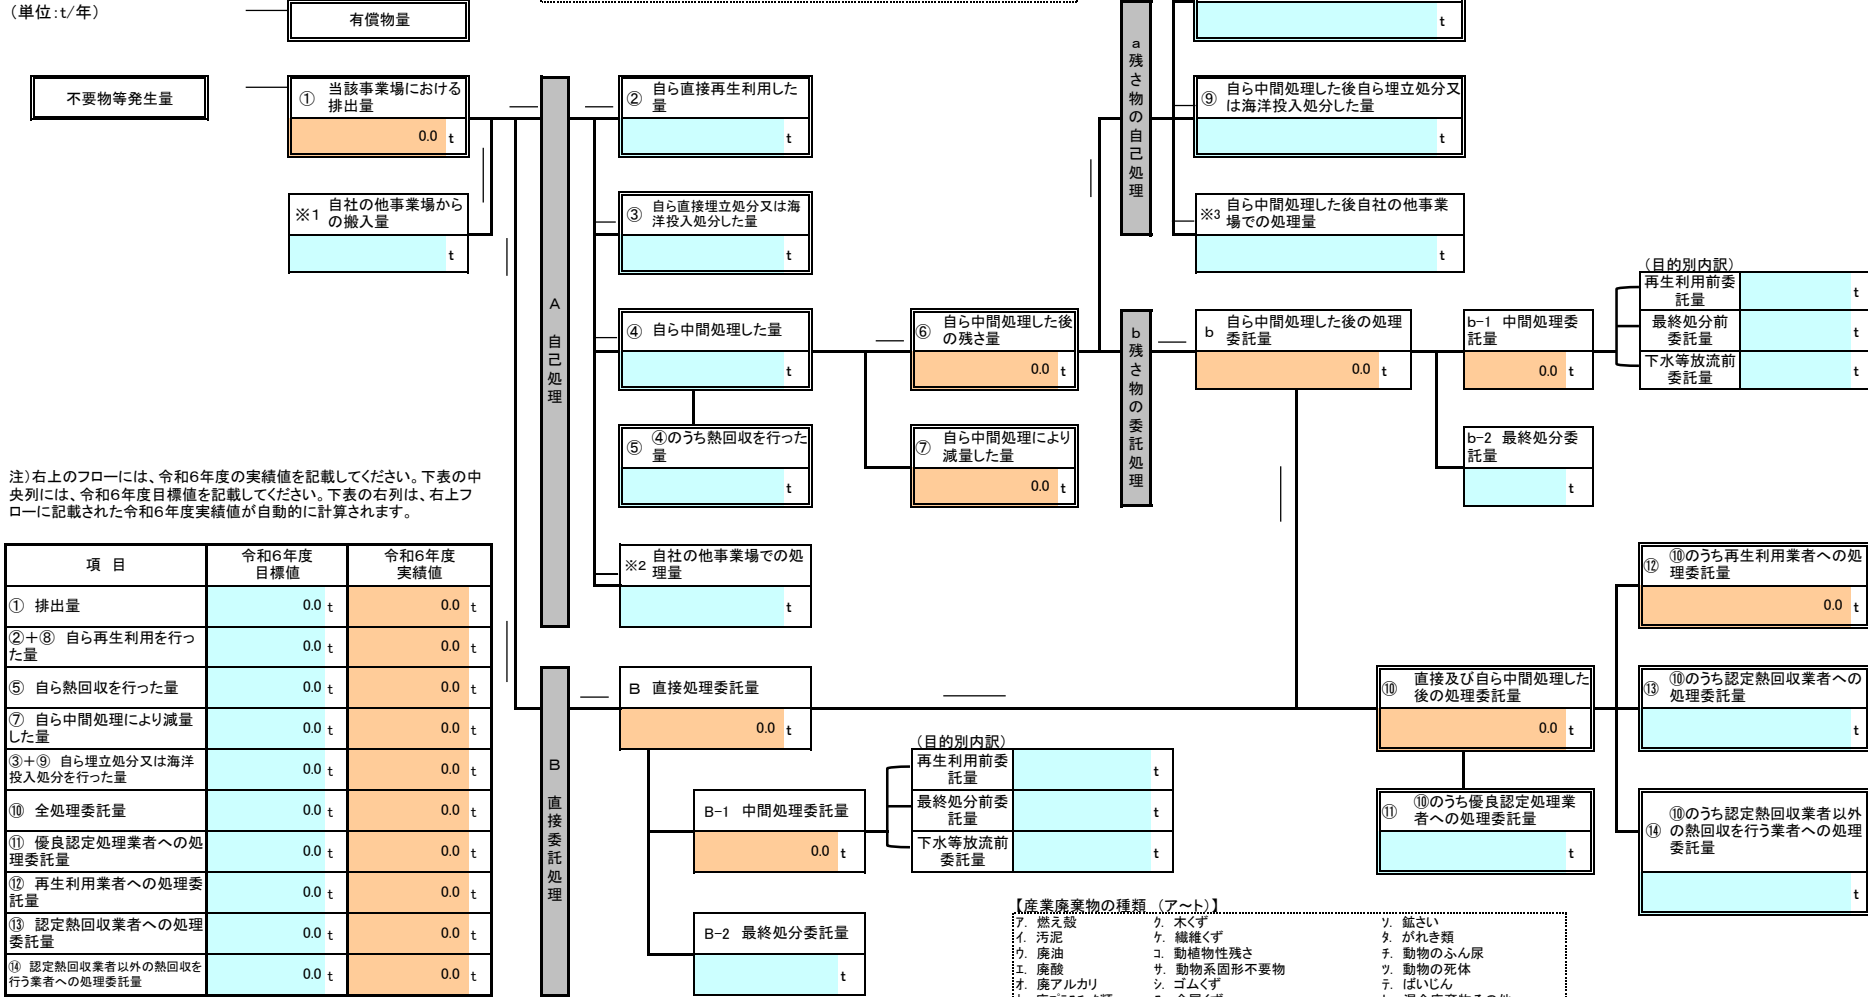 (単位:t/年)
有償物量
不要物等発生量
① 当該事業場における
排出量
0.0 t
※1 自社の他事業場から
の搬入量
t
A 自己処理
② 自ら直接再生利用した
量
t
③ 自ら直接埋立処分又は海
洋投入処分した量
t
④ 自ら中間処理した量
t
⑤ ④のうち熱回収を行った
量
t
※2 自社の他事業場での処
理量
t
⑥ 自ら中間処理した後
の残さ量
0.0 t
⑦ 自ら中間処理により
減量した量
0.0 t
a 残さ物の自己処理
t
⑨ 自ら中間処理した後自ら埋立処分又
は海洋投入処分した量
t
※3 自ら中間処理した後自社の他事業
場での処理量
t
b 残さ物の委託処理
b 自ら中間処理した後の処理
委託量
0.0 t
b-1 中間処理委
託量
0.0 t
(目的別内訳)
再生利用前委
託量
t
最終処分前
委託量
t
下水等放流前
委託量
t
b-2 最終処分委
託量
t
注)右上のフローには、令和6年度の実績値を記載してください。下表の中
央列には、令和6年度目標値を記載してください。下表の右列は、右上フ
ローに記載された令和6年度実績値が自動的に計算されます。
項 目 令和6年度 目標値 令和6年度 実績値
① 排出量 0.0 t 0.0 t
②+⑧ 自ら再生利用を行っ
た量 0.0 t 0.0 t
⑤ 自ら熱回収を行った量 0.0 t 0.0 t
⑦ 自ら中間処理により減量
した量 0.0 t 0.0 t
③+⑨ 自ら埋立処分又は海洋
投入処分を行った量 0.0 t 0.0 t
⑩ 全処理委託量 0.0 t 0.0 t
⑪ 優良認定処理業者への処
理委託量 0.0 t 0.0 t
⑫ 再生利用業者への処理委
託量 0.0 t 0.0 t
⑬ 認定熱回収業者への処理
委託量 0.0 t 0.0 t
⑭ 認定熱回収業者以外の熱回収を
行う業者への処理委託量 0.0 t 0.0 t
B 直接委託処理
B 直接処理委託量
0.0 t
B-1 中間処理委託量
0.0 t
(目的別内訳)
再生利用前委
託量
t
最終処分前委
託量
t
下水等放流前
委託量
t
B-2 最終処分委託量
t
⑩ 直接及び自ら中間処理した
後の処理委託量
0.0 t
⑪ ⑩のうち優良認定処理業
者への処理委託量
t
⑫ ⑩のうち再生利用業者への処
理委託量
0.0 t
⑬ ⑩のうち認定熱回収業者への
処理委託量
t
⑭ ⑩のうち認定熱回収業者以外
の熱回収を行う業者への処理
委託量
t
【産業廃棄物の種類 (ア～ト)】
ア. 燃え殻 ク. 木くず ソ. 鉱さい
イ. 汚泥 ケ. 繊維くず タ. がれき類
ウ. 廃油 コ. 動植物性残さ チ. 動物のふん尿
エ. 廃酸 サ. 動物系固形不要物 ツ. 動物の死体
オ. 廃アルカリ シ. ゴムくず テ. ばいじん